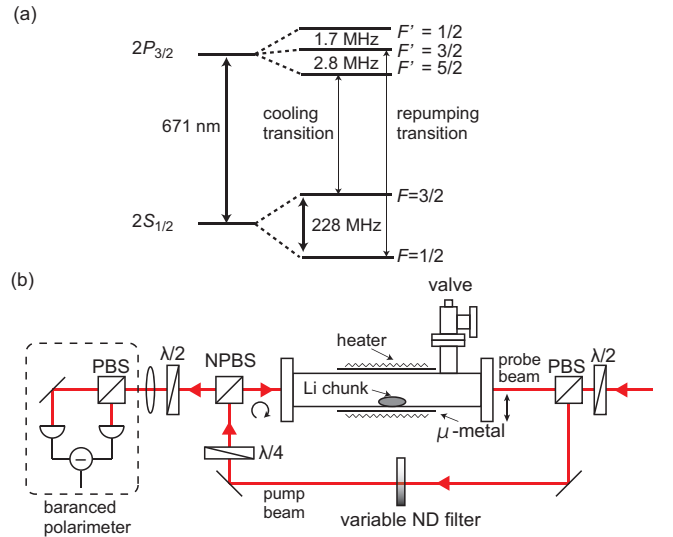 (a)
F' = 1/2
1.7 MHz
2P3/2
F' = 3/2
2.8 MHz
F' = 5/2
cooling
transition
repumping
transition
671 nm
F=3/2
2S1/2
228 MHz
F=1/2
(b)
valve
heater
PBS
λ/2
NPBS
Li chunk
probe
beam
PBS
λ/2
μ-metal
λ/4
−
pump
beam
variable ND filter
baranced
polarimeter